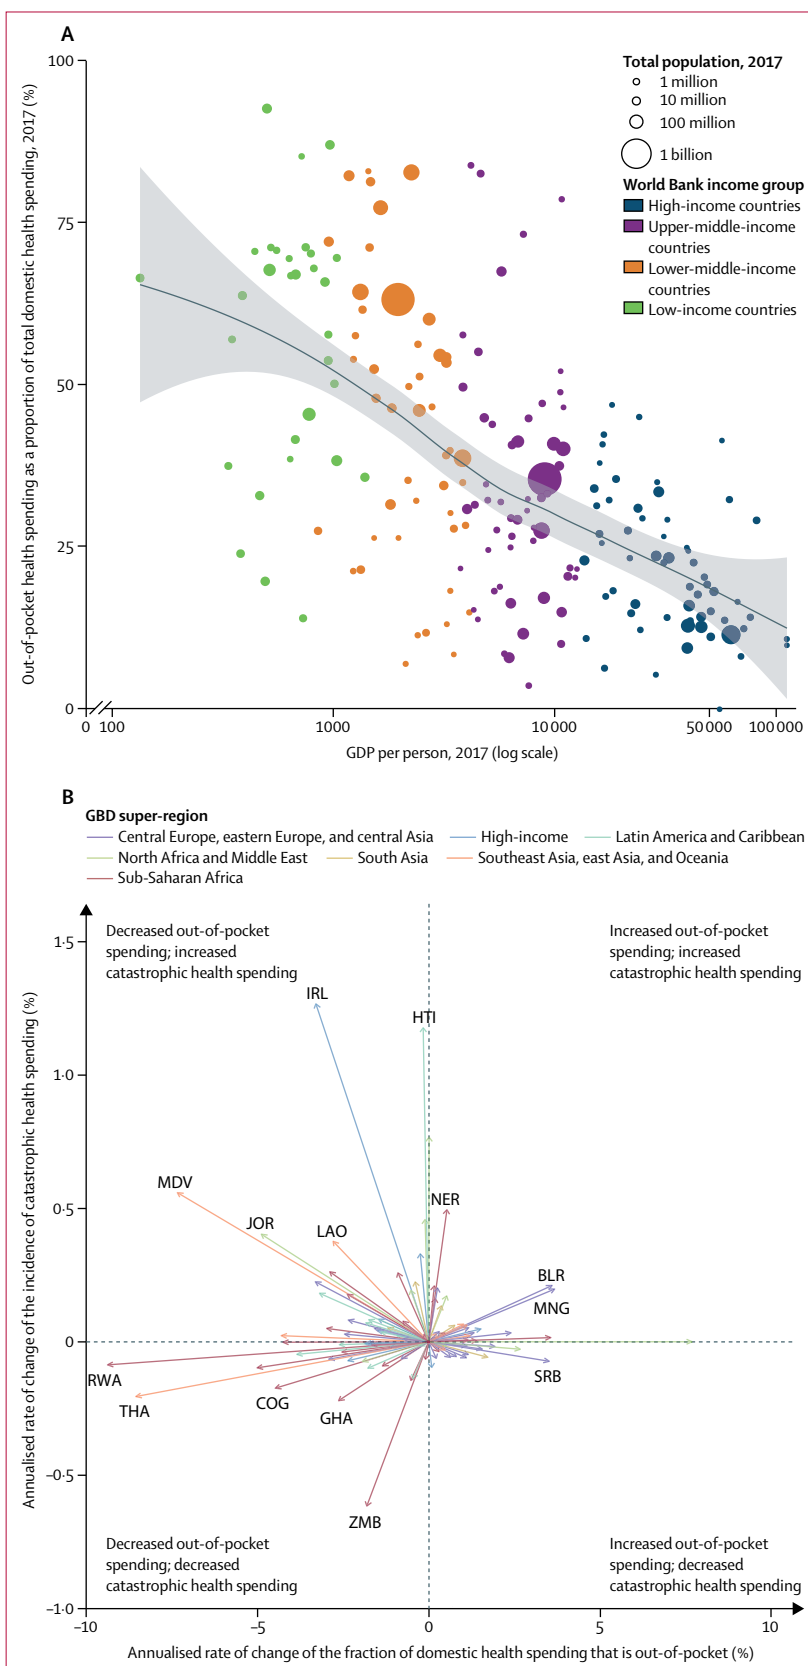 A
100
75
50
25
0
Out-of-pocket health spending as a proportion of total domestic health spending, 2017 (%)
Total population, 2017
1 million
10 million
100 million
1 billion
World Bank income group
High-income countries
Upper-middle-income
countries
Lower-middle-income
countries
Low-income countries
0 100 1000 10 000 50 000 100 000
GDP per person, 2017 (log scale)
B
GBD super-region
Central Europe, eastern Europe, and central Asia High-income Latin America and Caribbean
North Africa and Middle East South Asia Southeast Asia, east Asia, and Oceania
Sub-Saharan Africa
Decreased out-of-pocket
spending; increased
catastrophic health spending
Increased out-of-pocket
spending; increased
catastrophic health spending
1·5
1·0
0·5
0
–0·5
–1·0
Annualised rate of change of the incidence of catastrophic health spending (%)
IRL
HTI
MDV
NER
JOR
LAO
BLR
MNG
RWA
SRB
THA
COG
GHA
ZMB
Decreased out-of-pocket
spending; decreased
catastrophic health spending
Increased out-of-pocket
spending; decreased
catastrophic health spending
–10 –5 0 5 10
Annualised rate of change of the fraction of domestic health spending that is out-of-pocket (%)